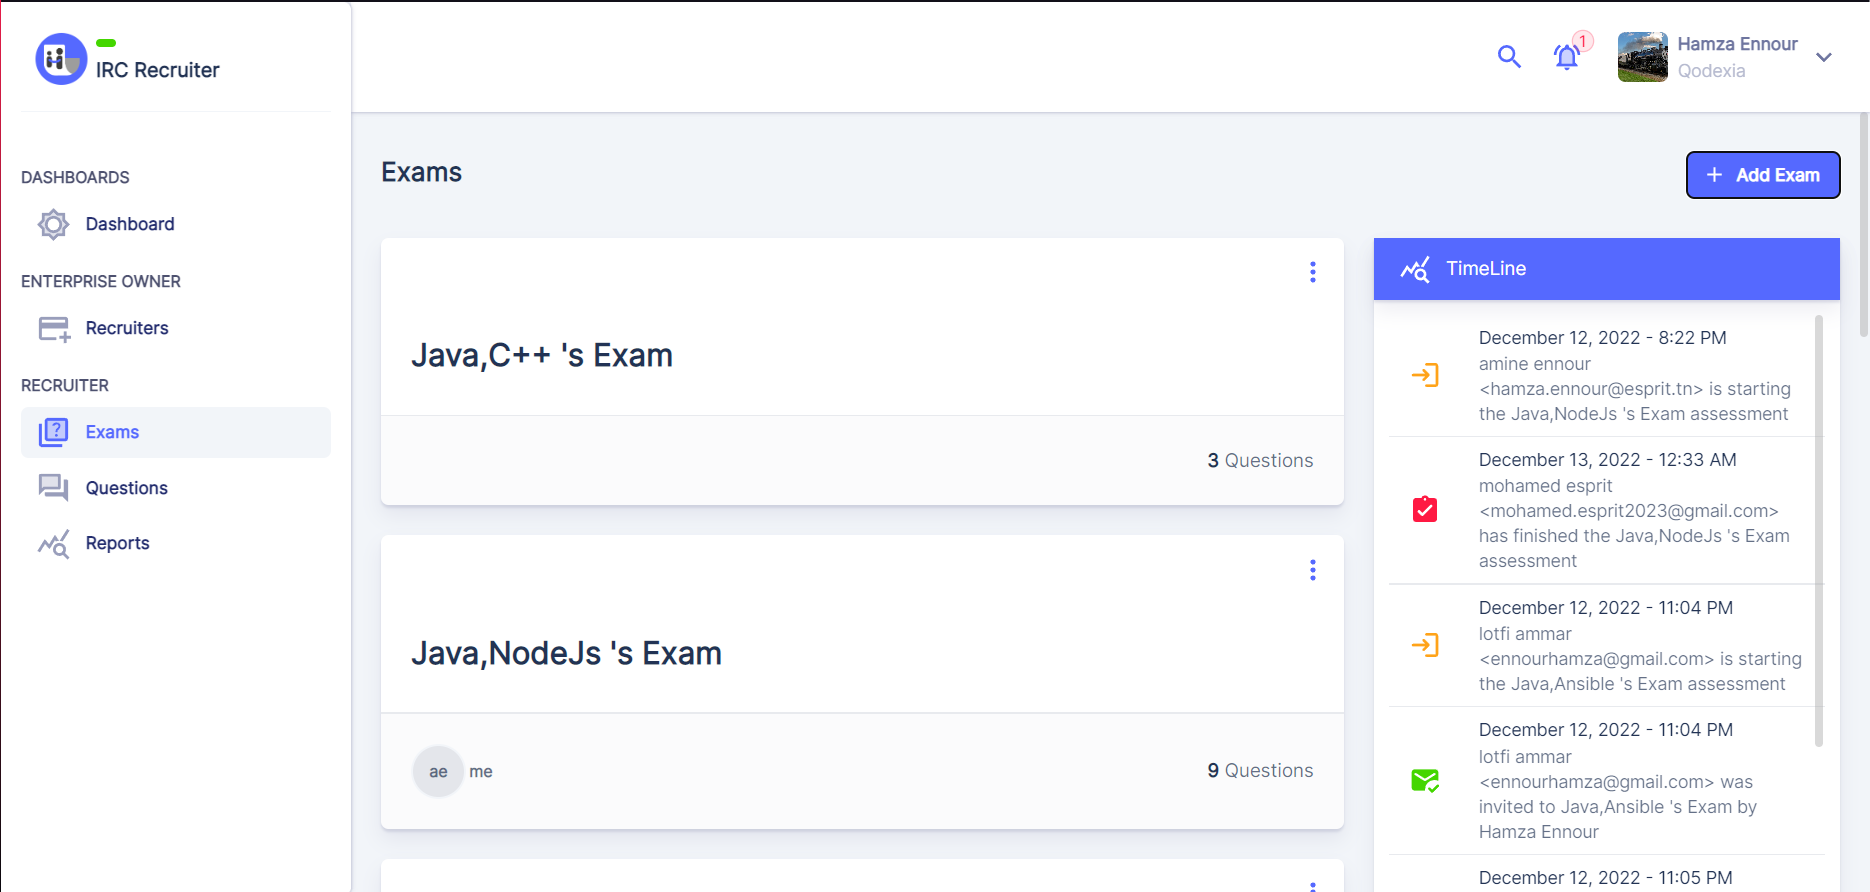 IRC Recruiter
1
Hamza Ennour
Qodexia
DASHBOARDS
Dashboard
ENTERPRISE OWNER
Recruiters
RECRUITER
Exams
Questions
Reports
Exams
+ Add Exam
Java,C++ 's Exam
3 Questions
Java,NodeJs 's Exam
ae me
9 Questions
TimeLine
December 12, 2022 - 8:22 PM
amine ennour
<hamza.ennour@esprit.tn> is starting
the Java,NodeJs 's Exam assessment
December 13, 2022 - 12:33 AM
mohamed esprit
<mohamed.esprit2023@gmail.com>
has finished the Java,NodeJs 's Exam
assessment
December 12, 2022 - 11:04 PM
lotfi ammar
<ennourhamza@gmail.com> is starting
the Java,Ansible 's Exam assessment
December 12, 2022 - 11:04 PM
lotfi ammar
<ennourhamza@gmail.com> was
invited to Java,Ansible 's Exam by
Hamza Ennour
December 12, 2022 - 11:05 PM